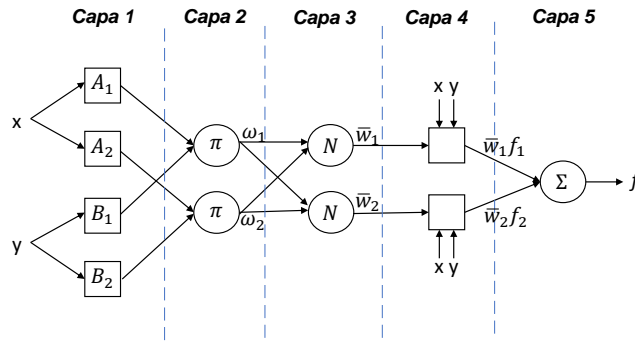 Capa 1 Capa 2 Capa 3 Capa 4 Capa 5
x y
A₁
x
ω₁ w̅₁
π N
w̅₁f₁
A₂
Σ f
B₁
π N
w̅₂ w̅₂f₂
ω₂
y
B₂
x y